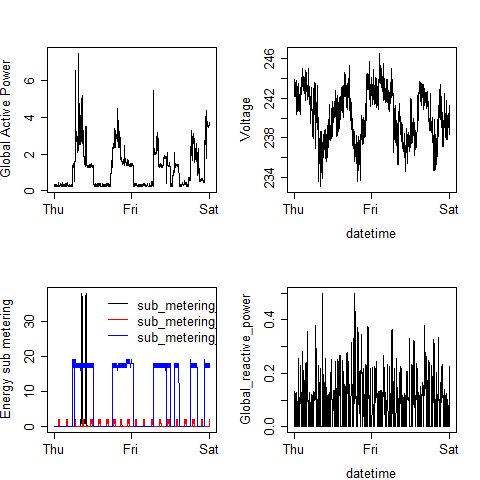 Global Active Power
0
2
4
6
Thu
Fri
Sat
Voltage
234
238
242
246
Thu
Fri
Sat
datetime
Energy sub metering
0
10
20
30
sub_metering_
sub_metering_
sub_metering_
Thu
Fri
Sat
Global_reactive_power
0.0
0.2
0.4
Thu
Fri
Sat
datetime